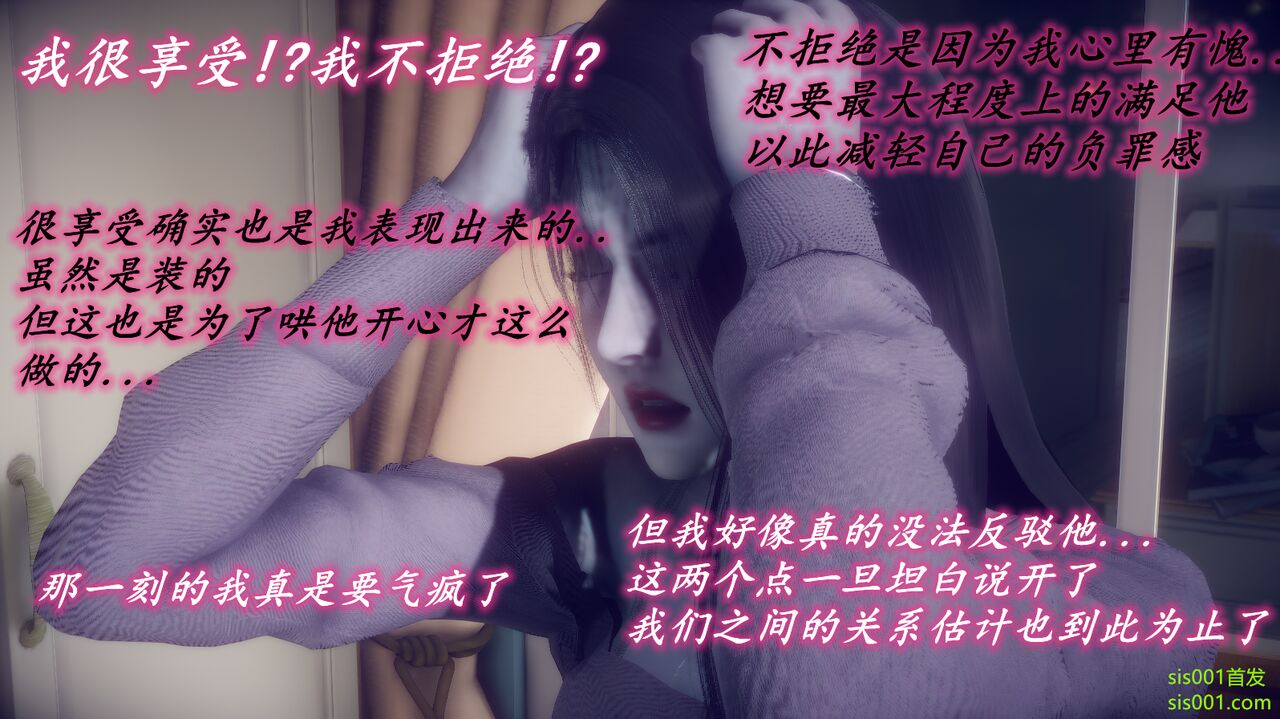 我很享受!?我不拒绝!?
不拒绝是因为我心里有愧..
想要最大程度上的满足他
以此减轻自己的负罪感
很享受确实也是我表现出来的..
虽然是装的
但这也是为了哄他开心才这么
做的...
那一刻的我真是要气疯了
但我好像真的没法反驳他...
这两个点一旦坦白说开了
我们之间的关系估计也到此为止了
sis001首发
sis001.com